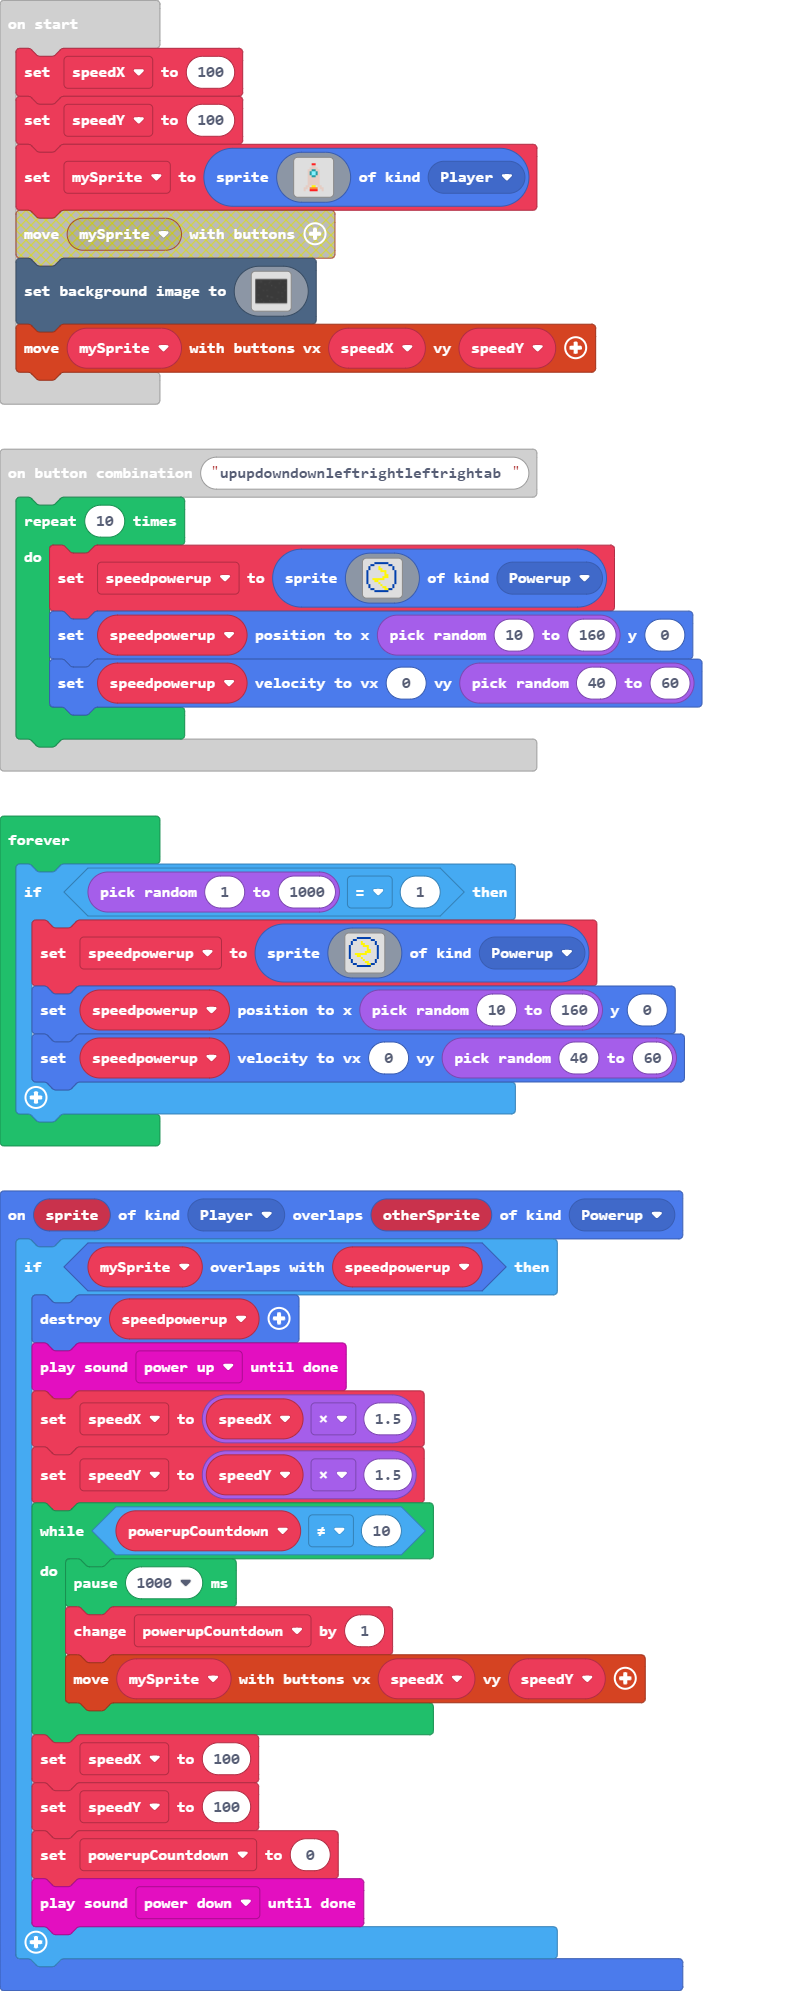 on start
set speedX to 100
set speedY to 100
set mySprite to sprite of kind Player
move mySprite with buttons
set background image to
move mySprite with buttons vx speedX vy speedY
on button combination "upupdowndownleftrightleftrightab "
repeat 10 times
do
set speedpowerup to sprite of kind Powerup
set speedpowerup position to x pick random 10 to 160 y 0
set speedpowerup velocity to vx 0 vy pick random 40 to 60
forever
if pick random 1 to 1000 = 1 then
set speedpowerup to sprite of kind Powerup
set speedpowerup position to x pick random 10 to 160 y 0
set speedpowerup velocity to vx 0 vy pick random 40 to 60
on sprite of kind Player overlaps otherSprite of kind Powerup
if mySprite overlaps with speedpowerup then
destroy speedpowerup
play sound power up until done
set speedX to speedX × 1.5
set speedY to speedY × 1.5
while powerupCountdown ≠ 10
do
pause 1000 ms
change powerupCountdown by 1
move mySprite with buttons vx speedX vy speedY
set speedX to 100
set speedY to 100
set powerupCountdown to 0
play sound power down until done